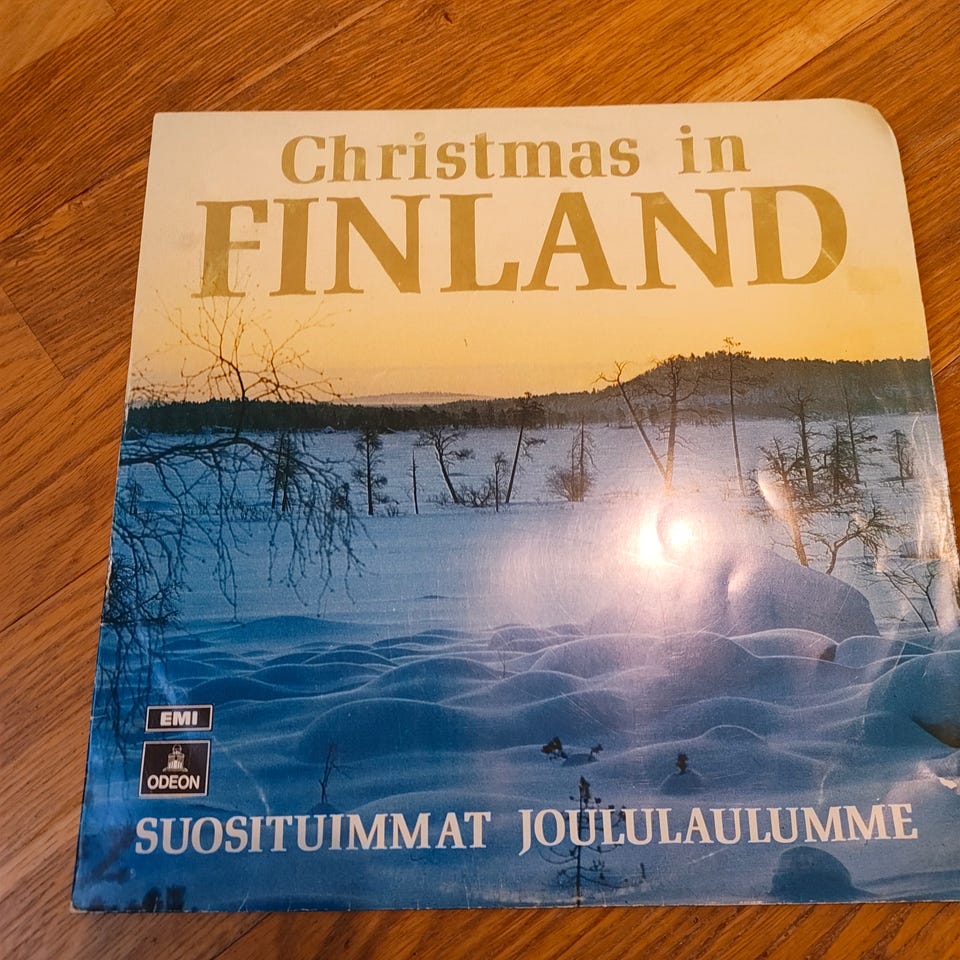 Christmas in
FINLAND
EMI
ODEON
SUOSITUIMMAT JOULULAULUMME